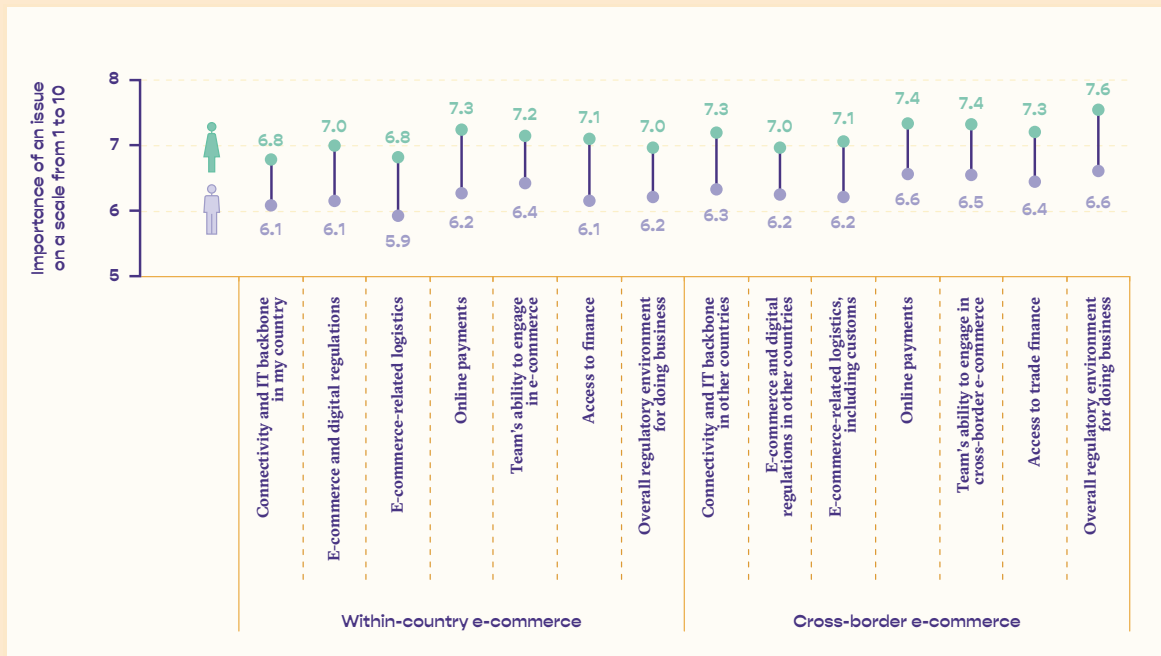 Importance of an issue
on a scale from 1 to 10
8
7
6
5
6.8
7.0
6.8
7.3
7.2
7.1
7.0
7.3
7.0
7.1
7.4
7.4
7.3
7.6
6.1
6.1
5.9
6.2
6.4
6.1
6.2
6.3
6.2
6.2
6.6
6.5
6.4
6.6
Connectivity and IT backbone
in my country
E-commerce and digital regulations
E-commerce-related logistics
Online payments
Team's ability to engage
in e-commerce
Access to finance
Overall regulatory environment
for doing business
Connectivity and IT backbone
in other countries
E-commerce and digital
regulations in other countries
E-commerce-related logistics,
including customs
Online payments
Team's ability to engage in
cross-border e-commerce
Access to trade finance
Overall regulatory environment
for doing business
Within-country e-commerce
Cross-border e-commerce